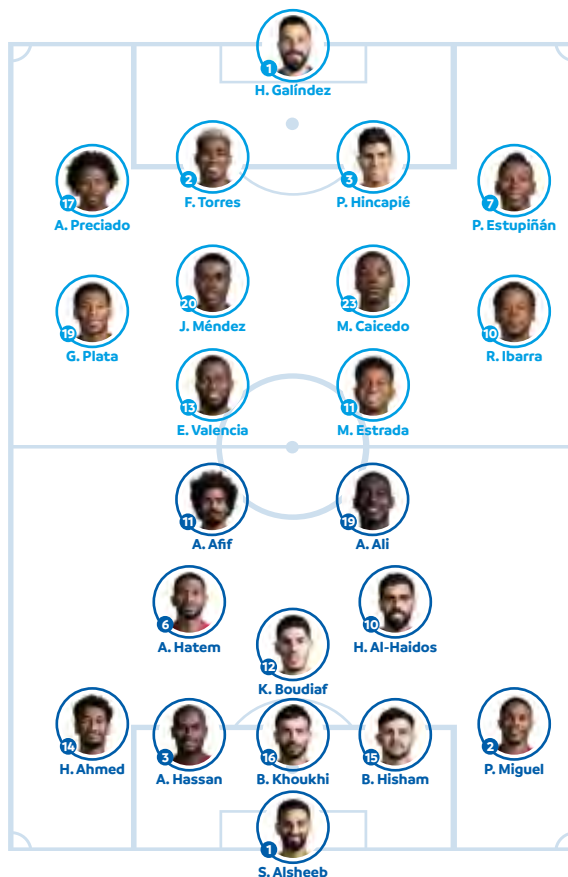 1
H. Galíndez
2
F. Torres
3
P. Hincapié
17
A. Preciado
7
P. Estupiñán
20
J. Méndez
23
M. Caicedo
19
G. Plata
10
R. Ibarra
13
E. Valencia
11
M. Estrada
11
A. Afif
19
A. Ali
6
A. Hatem
10
H. Al-Haidos
12
K. Boudiaf
14
H. Ahmed
3
A. Hassan
16
B. Khoukhi
15
B. Hisham
2
P. Miguel
1
S. Alsheeb